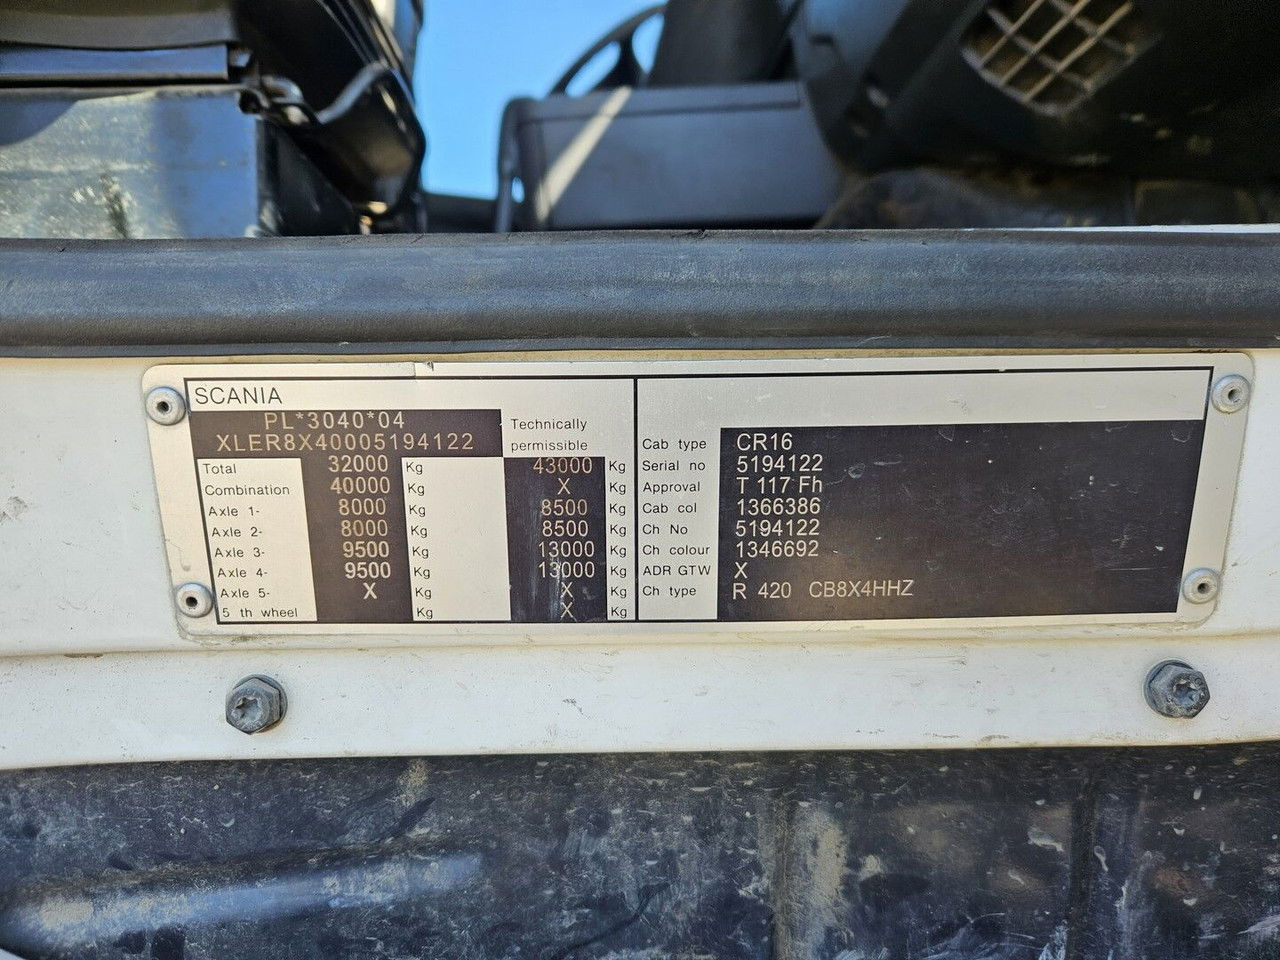 SCANIA
PL*3040*04
XLER8X40005194122
Technically
permissible
Total 32000 Kg 43000 Kg
Combination 40000 Kg X Kg
Axle 1- 8000 Kg 8500 Kg
Axle 2- 8000 Kg 8500 Kg
Axle 3- 9500 Kg 13000 Kg
Axle 4- 9500 Kg 13000 Kg
Axle 5- X Kg X Kg
5 th wheel Kg X Kg
Cab type CR16
Serial no 5194122
Approval T 117 Fh
Cab col 1366386
Ch No 5194122
Ch colour 1346692
ADR GTW X
Ch type R 420 CB8X4HHZ